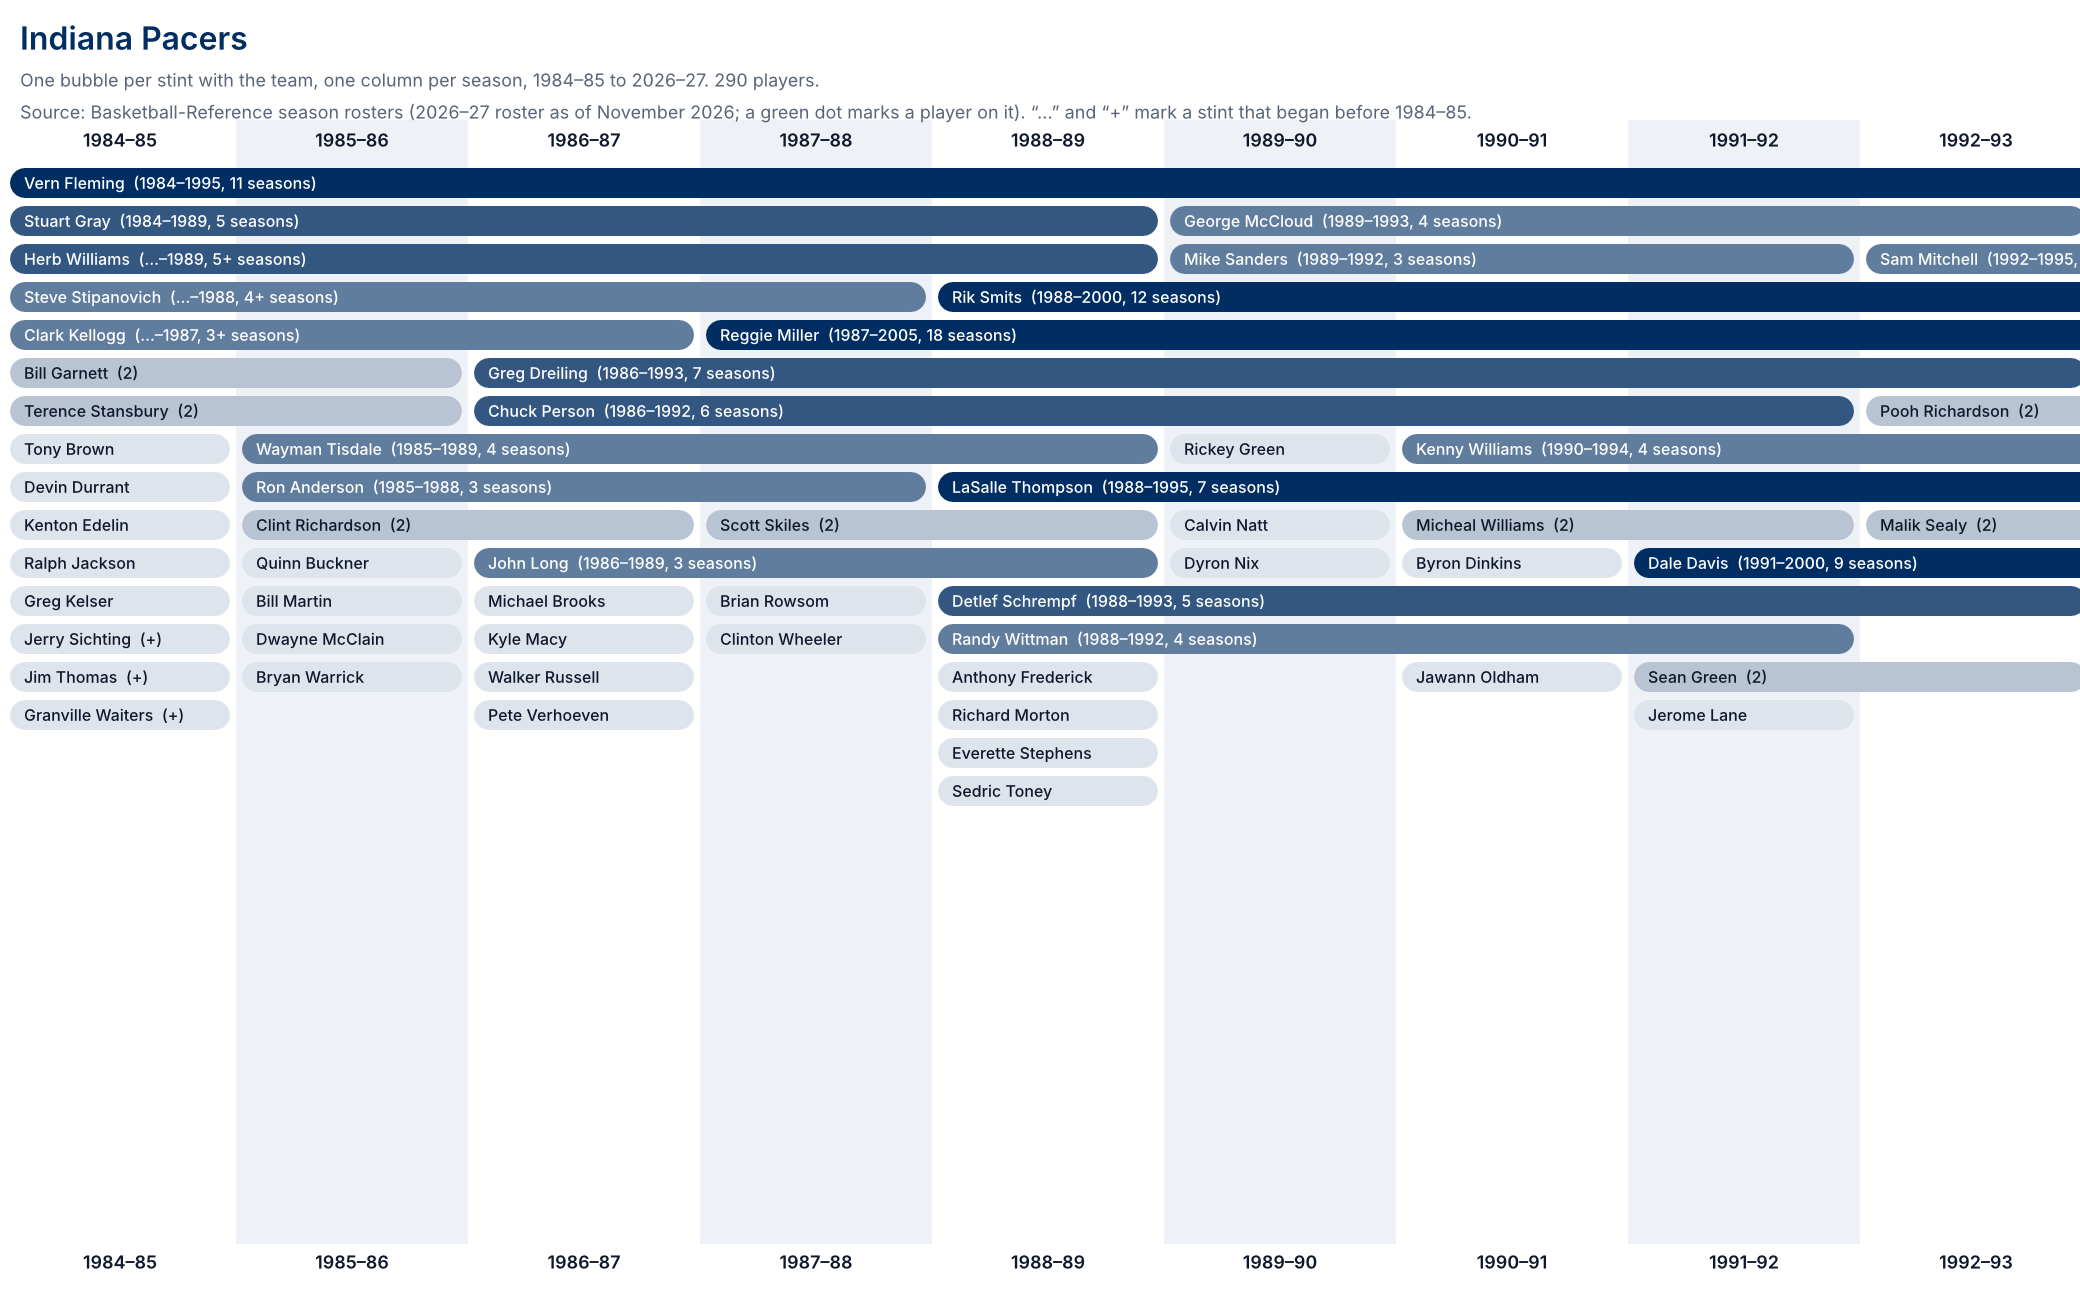 Indiana Pacers
One bubble per stint with the team, one column per season, 1984–85 to 2026–27. 290 players.
Source: Basketball-Reference season rosters (2026–27 roster as of November 2026; a green dot marks a player on it). “…” and “+” mark a stint that began before 1984–85.
1984–85 1985–86 1986–87 1987–88 1988–89 1989–90 1990–91 1991–92 1992–93
Vern Fleming (1984–1995, 11 seasons)
Stuart Gray (1984–1989, 5 seasons) George McCloud (1989–1993, 4 seasons)
Herb Williams (…–1989, 5+ seasons) Mike Sanders (1989–1992, 3 seasons) Sam Mitchell (1992–1995,
Steve Stipanovich (…–1988, 4+ seasons) Rik Smits (1988–2000, 12 seasons)
Clark Kellogg (…–1987, 3+ seasons) Reggie Miller (1987–2005, 18 seasons)
Bill Garnett (2) Greg Dreiling (1986–1993, 7 seasons)
Terence Stansbury (2) Chuck Person (1986–1992, 6 seasons) Pooh Richardson (2)
Tony Brown Wayman Tisdale (1985–1989, 4 seasons) Rickey Green Kenny Williams (1990–1994, 4 seasons)
Devin Durrant Ron Anderson (1985–1988, 3 seasons) LaSalle Thompson (1988–1995, 7 seasons)
Kenton Edelin Clint Richardson (2) Scott Skiles (2) Calvin Natt Micheal Williams (2) Malik Sealy (2)
Ralph Jackson Quinn Buckner John Long (1986–1989, 3 seasons) Dyron Nix Byron Dinkins Dale Davis (1991–2000, 9 seasons)
Greg Kelser Bill Martin Michael Brooks Brian Rowsom Detlef Schrempf (1988–1993, 5 seasons)
Jerry Sichting (+) Dwayne McClain Kyle Macy Clinton Wheeler Randy Wittman (1988–1992, 4 seasons)
Jim Thomas (+) Bryan Warrick Walker Russell Anthony Frederick Jawann Oldham Sean Green (2)
Granville Waiters (+) Pete Verhoeven Richard Morton Jerome Lane
Everette Stephens
Sedric Toney
1984–85 1985–86 1986–87 1987–88 1988–89 1989–90 1990–91 1991–92 1992–93